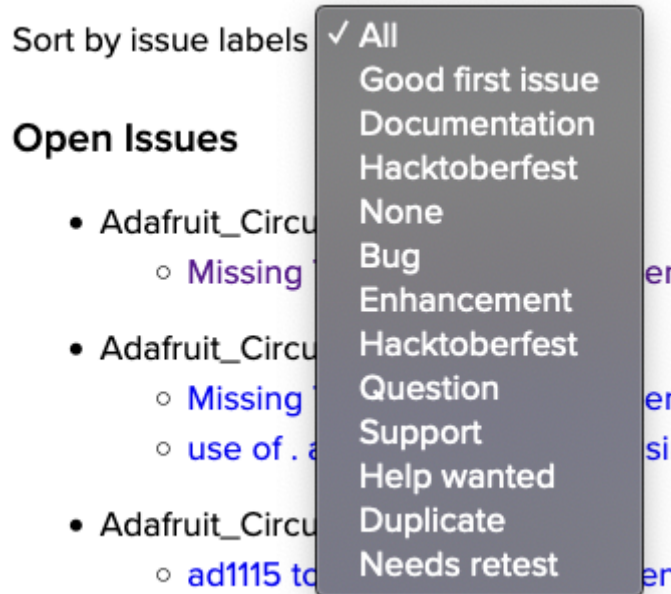 Sort by issue labels
✓ All
Good first issue
Documentation
Hacktoberfest
None
Bug
Enhancement
Hacktoberfest
Question
Support
Help wanted
Duplicate
Needs retest
Open Issues
• Adafruit_Circu
◦ Missing
• Adafruit_Circu
◦ Missing
◦ use of .
• Adafruit_Circu
◦ ad1115 to